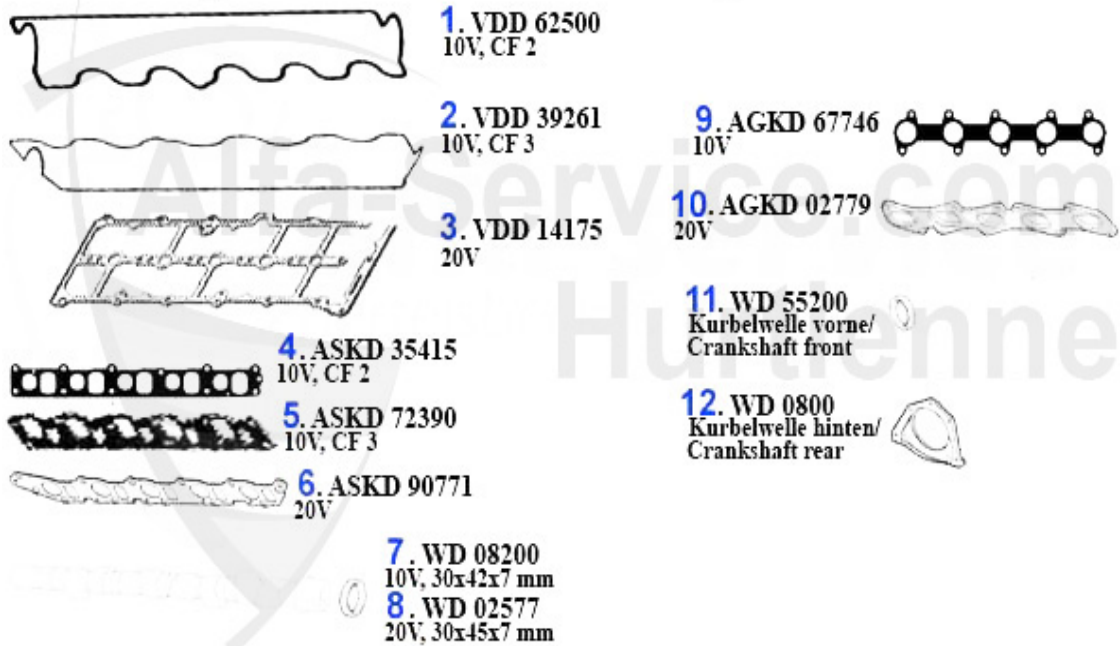 1. VDD 62500
10V, CF 2
2. VDD 39261
10V, CF 3
3. VDD 14175
20V
4. ASKD 35415
10V, CF 2
5. ASKD 72390
10V, CF 3
6. ASKD 90771
20V
7. WD 08200
10V, 30x42x7 mm
8. WD 02577
20V, 30x45x7 mm
9. AGKD 67746
10V
10. AGKD 02779
20V
11. WD 55200
Kurbelwelle vorne/
Crankshaft front
12. WD 0800
Kurbelwelle hinten/
Crankshaft rear
Alfa-Service.com
Hurtienne